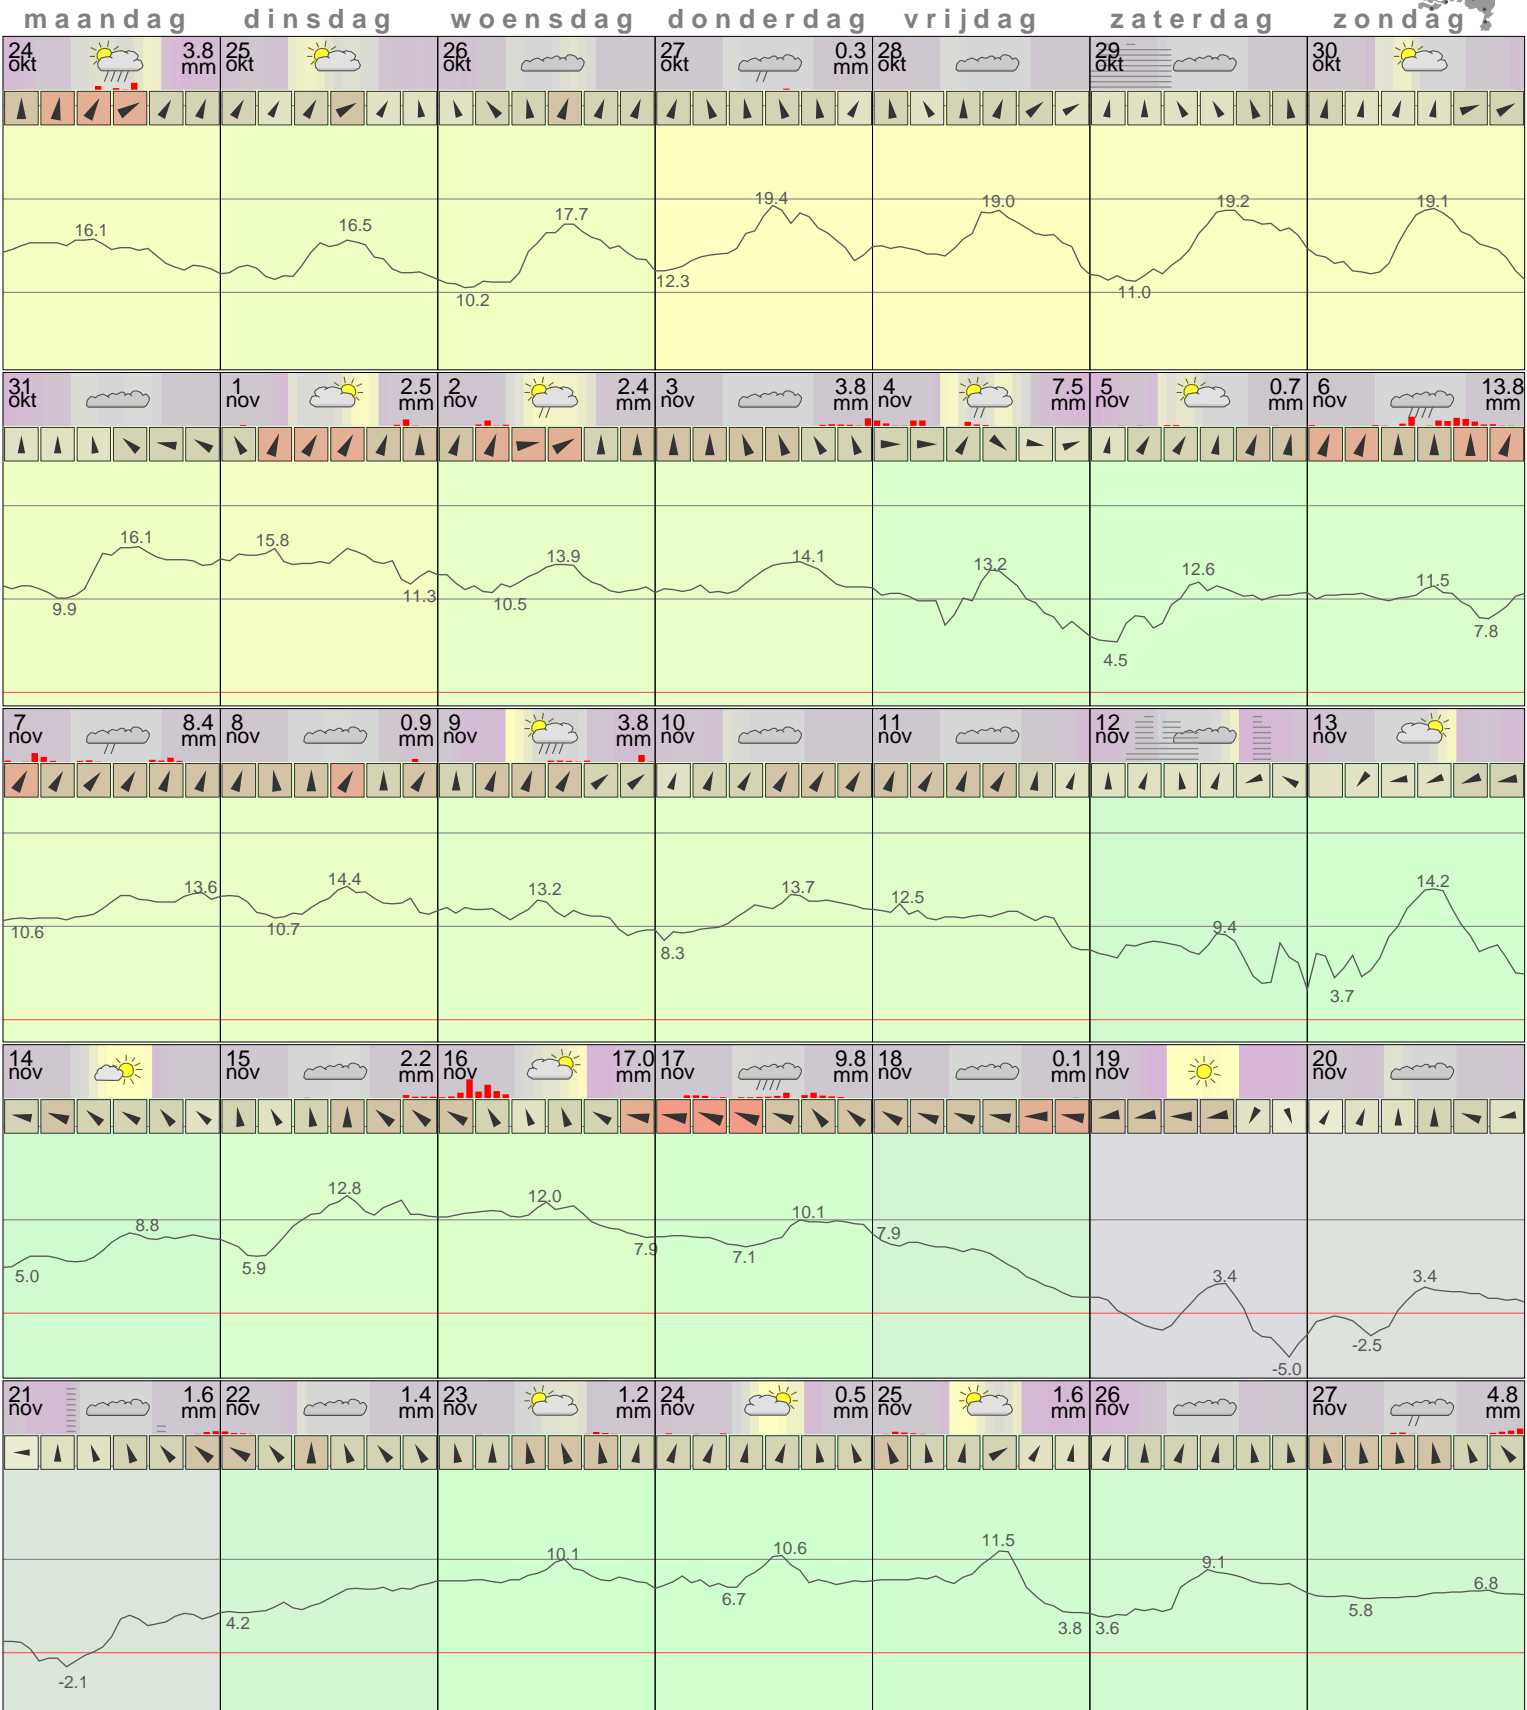 maandag dinsdag woensdag donderdag vrijdag zaterdag zondag
24 okt 3.8 mm
25 okt
26 okt
27 okt 0.3 mm
28 okt
29 okt
30 okt
16.1
16.5
10.2 17.7
12.3 19.4
19.0
11.0 19.2
19.1
31 okt
1 nov 2.5 mm
2 nov 2.4 mm
3 nov 3.8 mm
4 nov 7.5 mm
5 nov 0.7 mm
6 nov 13.8 mm
9.9 16.1
15.8 11.3
10.5 13.9
14.1
13.2
4.5 12.6
11.5 7.8
7 nov 8.4 mm
8 nov 0.9 mm
9 nov 3.8 mm
10 nov
11 nov
12 nov
13 nov
10.6 13.6
10.7 14.4
13.2
8.3 13.7
12.5
9.4
3.7 14.2
14 nov
15 nov 2.2 mm
16 nov 17.0 mm
17 nov 9.8 mm
18 nov 0.1 mm
19 nov
20 nov
5.0 8.8
5.9 12.8
12.0 7.9
7.1 10.1
7.9
3.4 -5.0
-2.5 3.4
21 nov 1.6 mm
22 nov 1.4 mm
23 nov 1.2 mm
24 nov 0.5 mm
25 nov 1.6 mm
26 nov
27 nov 4.8 mm
-2.1
4.2
10.1
6.7 10.6
11.5 3.8
3.6 9.1
5.8 6.8